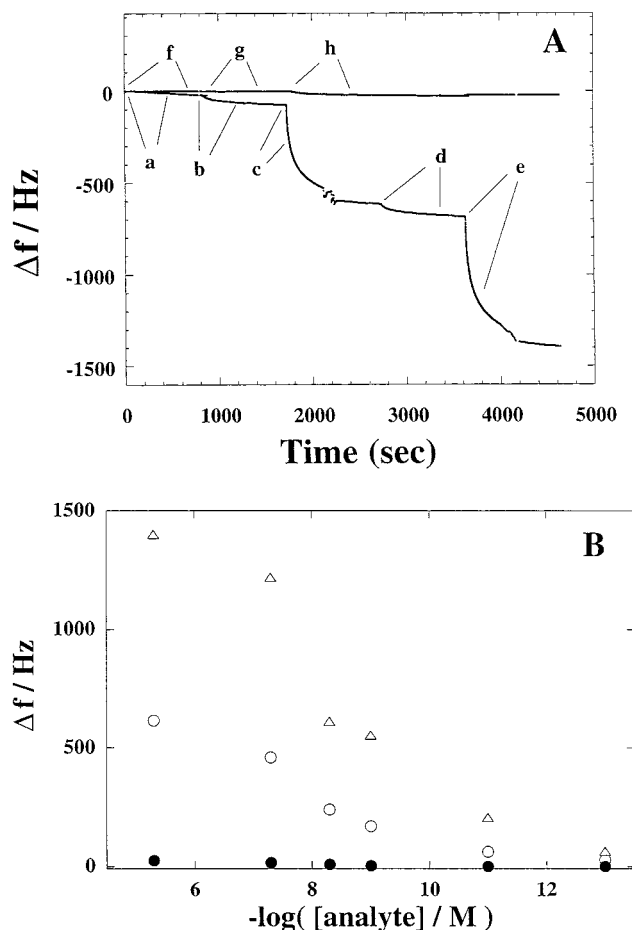 A
f g h
0
a b c d e
-500
-1000
-1500
Δf / Hz
0 1000 2000 3000 4000 5000
Time (sec)
B
1500
1000
500
0
Δf / Hz
6 8 10 12
-log( [analyte] / M )